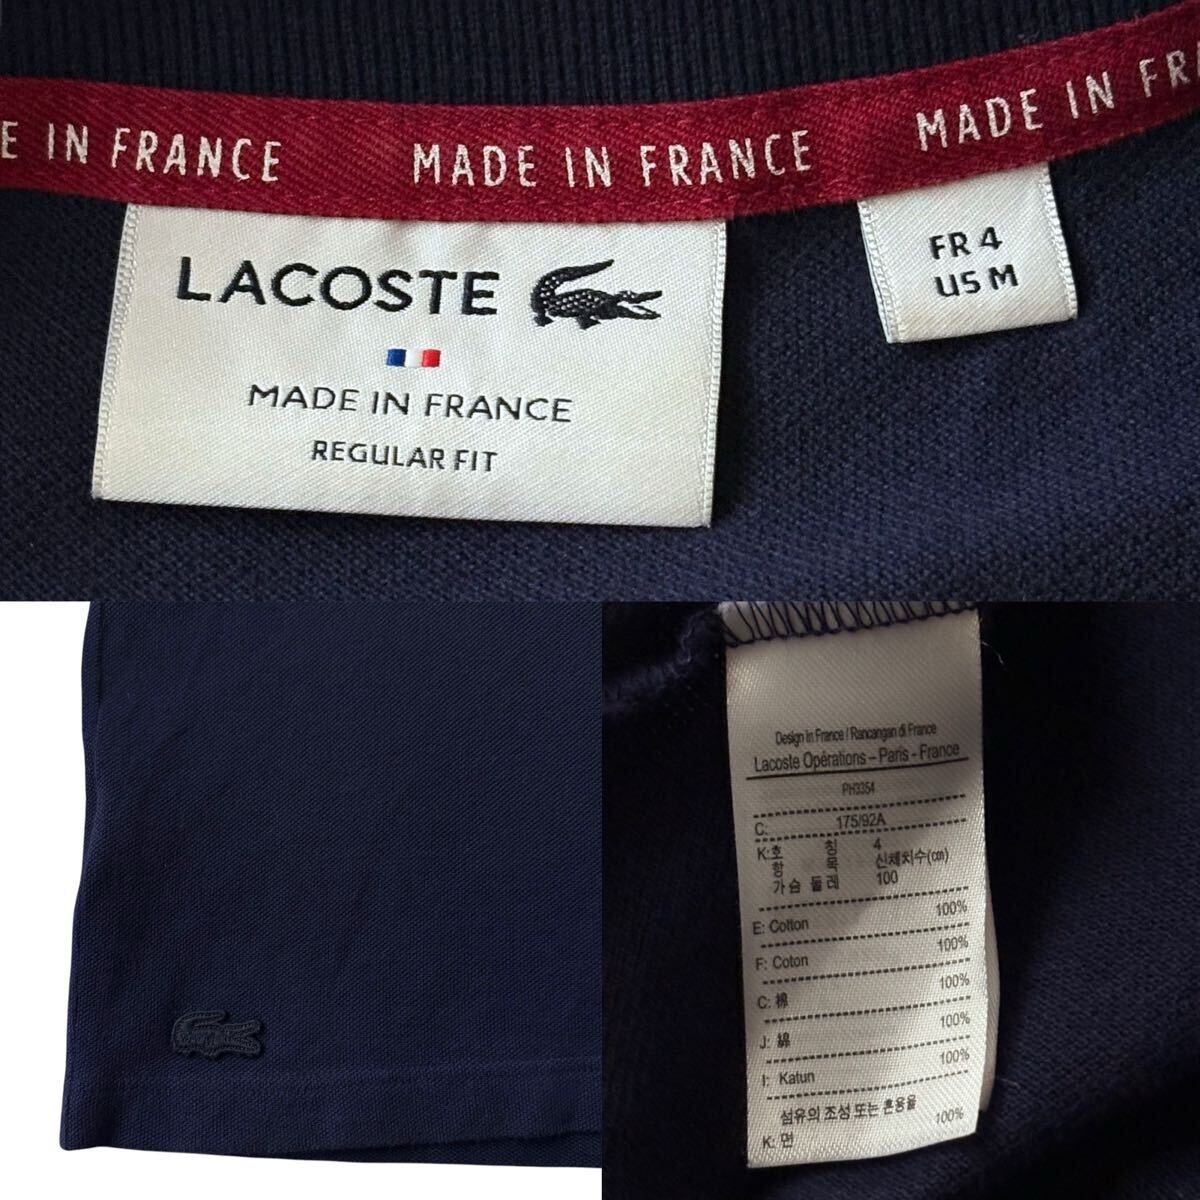 E IN FRANCE MADE IN FRANCE MADE IN FRA
LACOSTE
MADE IN FRANCE
REGULAR FIT
FR 4
US M
Design in France / Rancangan di France
Lacoste Opérations – Paris - France
PH3354
C: 175/92A
K:호 칭 4
항 목 신체치수(㎝)
가슴 둘레 100
E: Cotton 100%
F: Coton 100%
C: 棉 100%
J: 綿 100%
I: Katun 100%
섬유의 조성 또는 혼용율
K: 면 100%